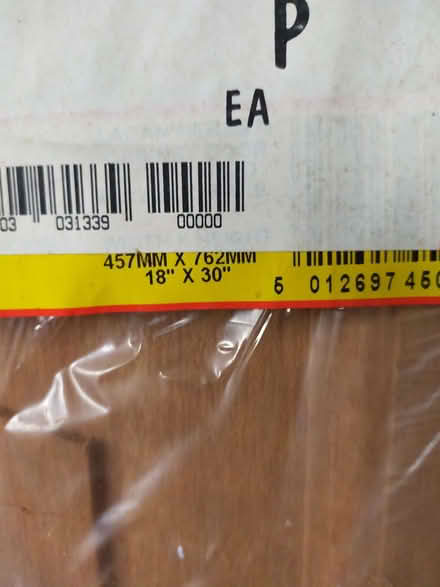 P
EA
03 031339 00000
457MM X 762MM
18" X 30"
5 012697 450